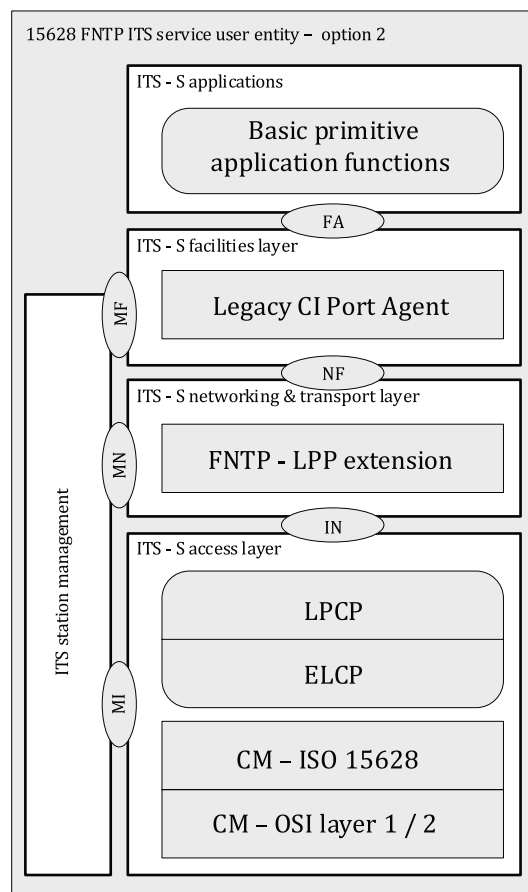 15628 FNTP ITS service user entity – option 2
ITS - S applications
Basic primitive
application functions
FA
ITS - S facilities layer
MF
Legacy CI Port Agent
NF
ITS - S networking & transport layer
MN
FNTP - LPP extension
IN
ITS - S access layer
ITS station management
LPCP
ELCP
MI
CM – ISO 15628
CM – OSI layer 1 / 2